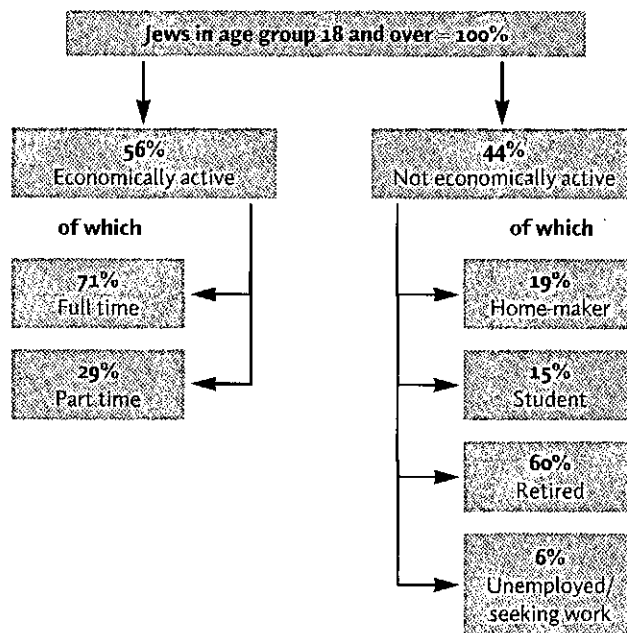 Jews in age group 18 and over = 100%
56%
Economically active
of which
71%
Full time
29%
Part time
44%
Not economically active
of which
19%
Home-maker
15%
Student
60%
Retired
6%
Unemployed/
seeking work